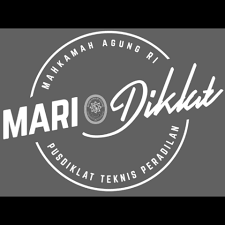 MAHKAMAH AGUNG RI
MARI Diklat
PUSDIKLAT TEKNIS PERADILAN